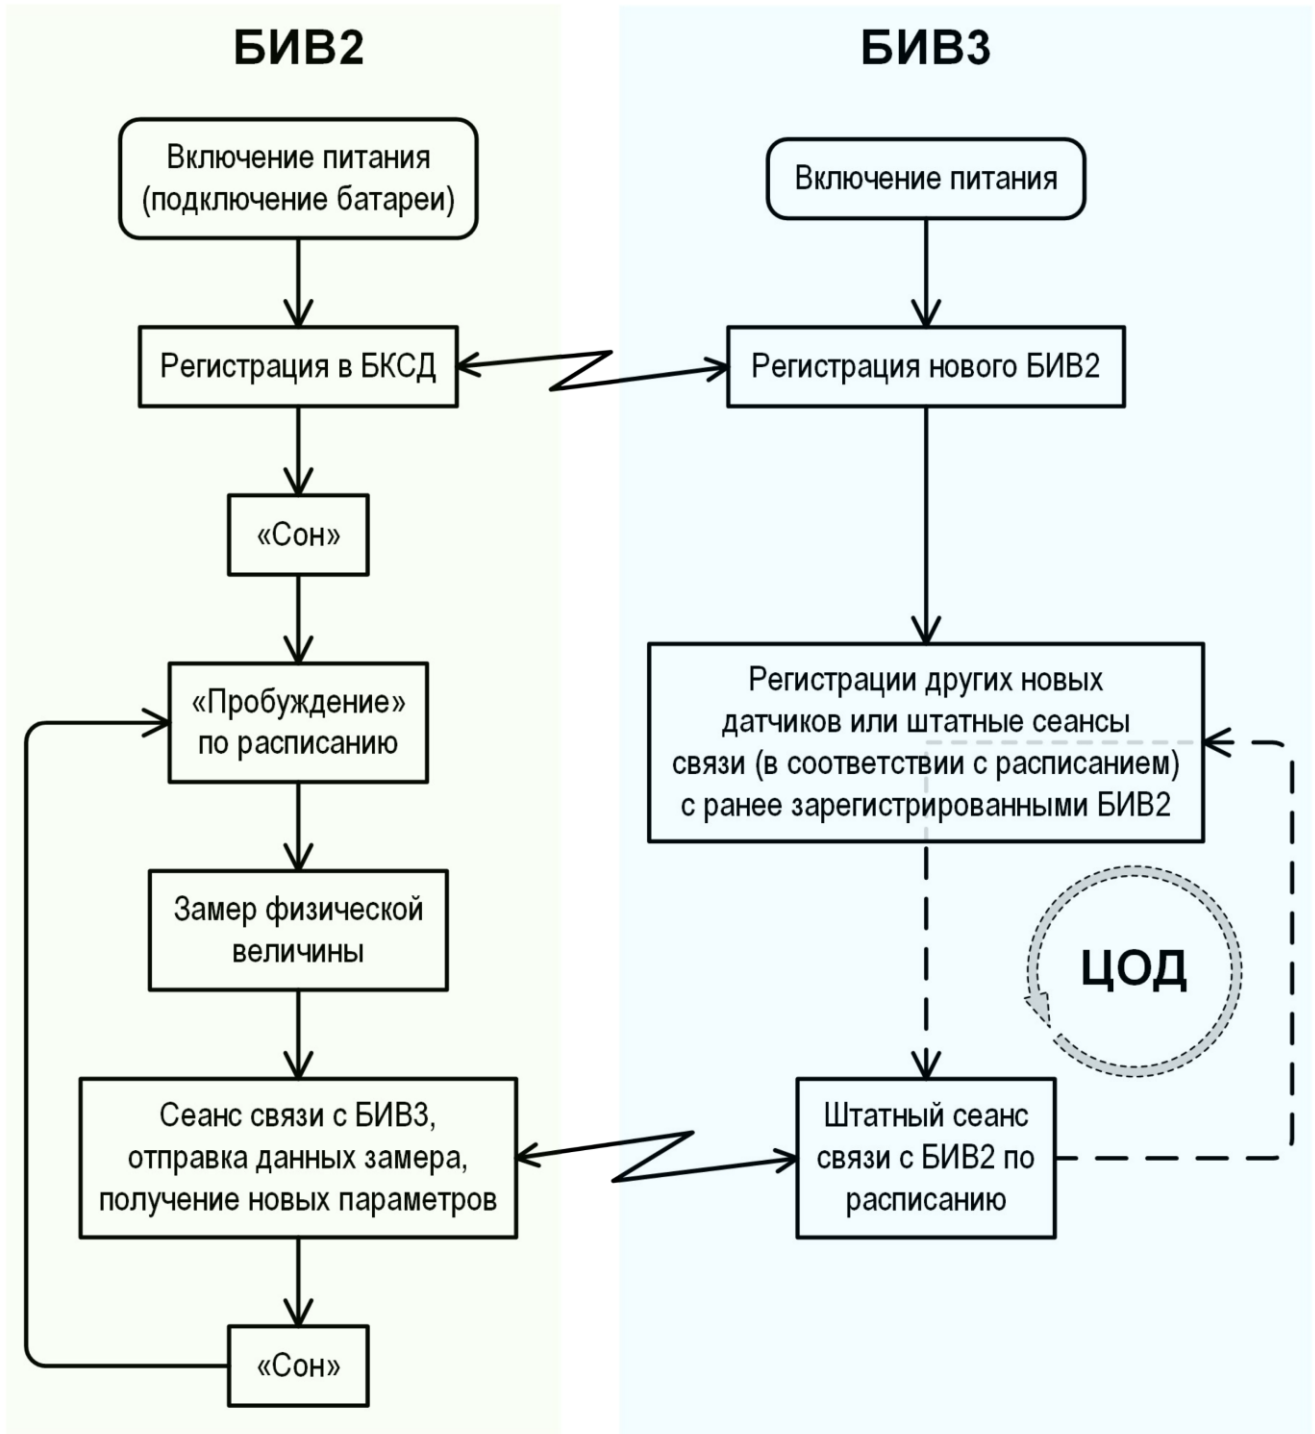 БИВ2
Включение питания
(подключение батареи)
Регистрация в БКСД
«Сон»
«Пробуждение»
по расписанию
Замер физической
величины
Сеанс связи с БИВ3,
отправка данных замера,
получение новых параметров
«Сон»
БИВ3
Включение питания
Регистрация нового БИВ2
Регистрации других новых
датчиков или штатные сеансы
связи (в соответствии с расписанием)
с ранее зарегистрированными БИВ2
ЦОД
Штатный сеанс
связи с БИВ2 по
расписанию